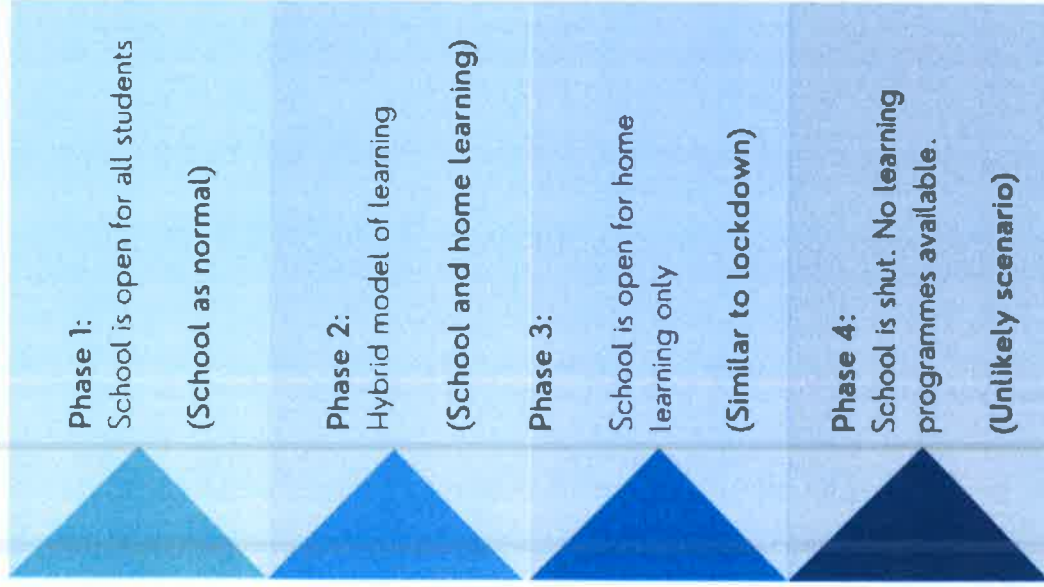 Phase 1:
School is open for all students
(School as normal)
Phase 2:
Hybrid model of learning
(School and home learning)
Phase 3:
School is open for home
learning only
(Similar to lockdown)
Phase 4:
School is shut. No learning
programmes available.
(Unlikely scenario)